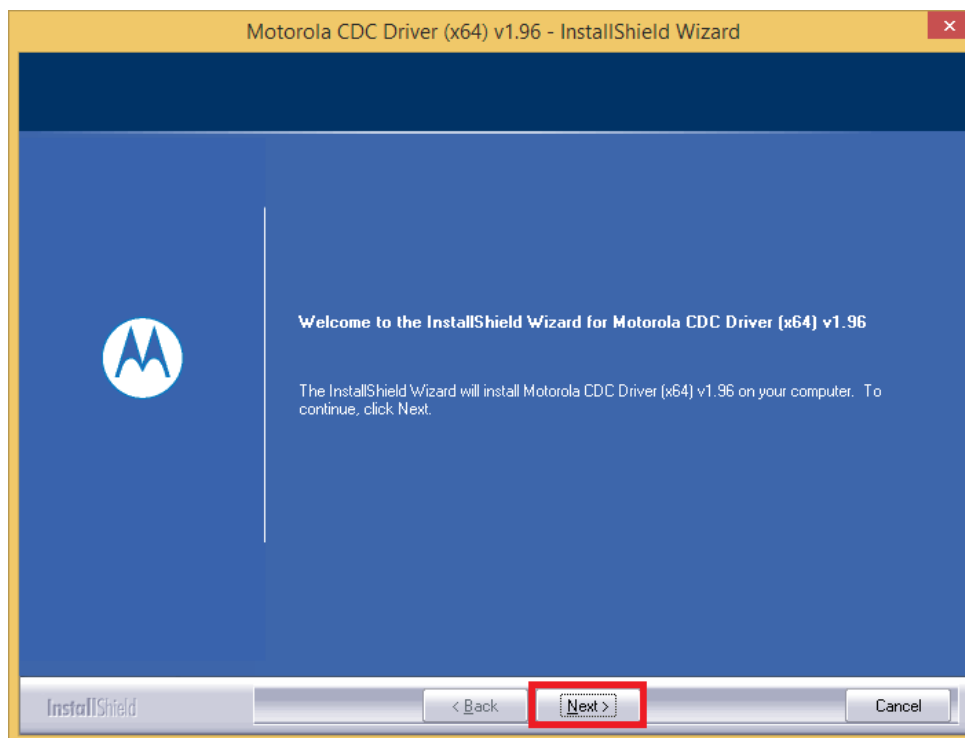 Motorola CDC Driver (x64) v1.96 - InstallShield Wizard
Welcome to the InstallShield Wizard for Motorola CDC Driver (x64) v1.96
The InstallShield Wizard will install Motorola CDC Driver (x64) v1.96 on your computer. To
continue, click Next.
InstallShield
< Back
Next >
Cancel